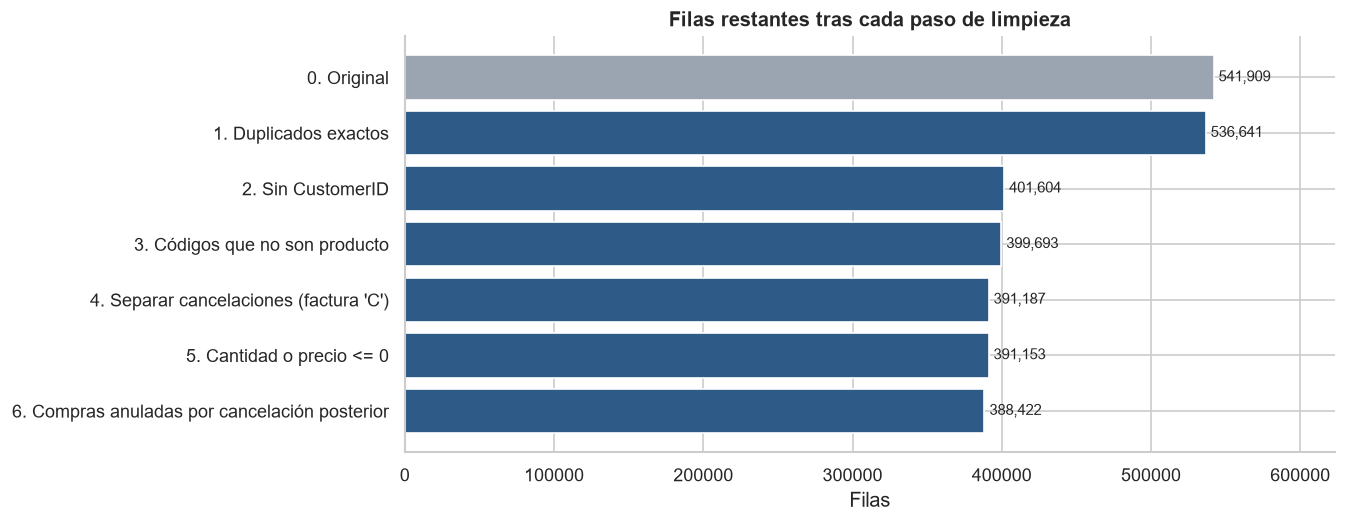 Filas restantes tras cada paso de limpieza
0. Original
541,909
1. Duplicados exactos
536,641
2. Sin CustomerID
401,604
3. Códigos que no son producto
399,693
4. Separar cancelaciones (factura 'C')
391,187
5. Cantidad o precio <= 0
391,153
6. Compras anuladas por cancelación posterior
388,422
0 100000 200000 300000 400000 500000 600000
Filas